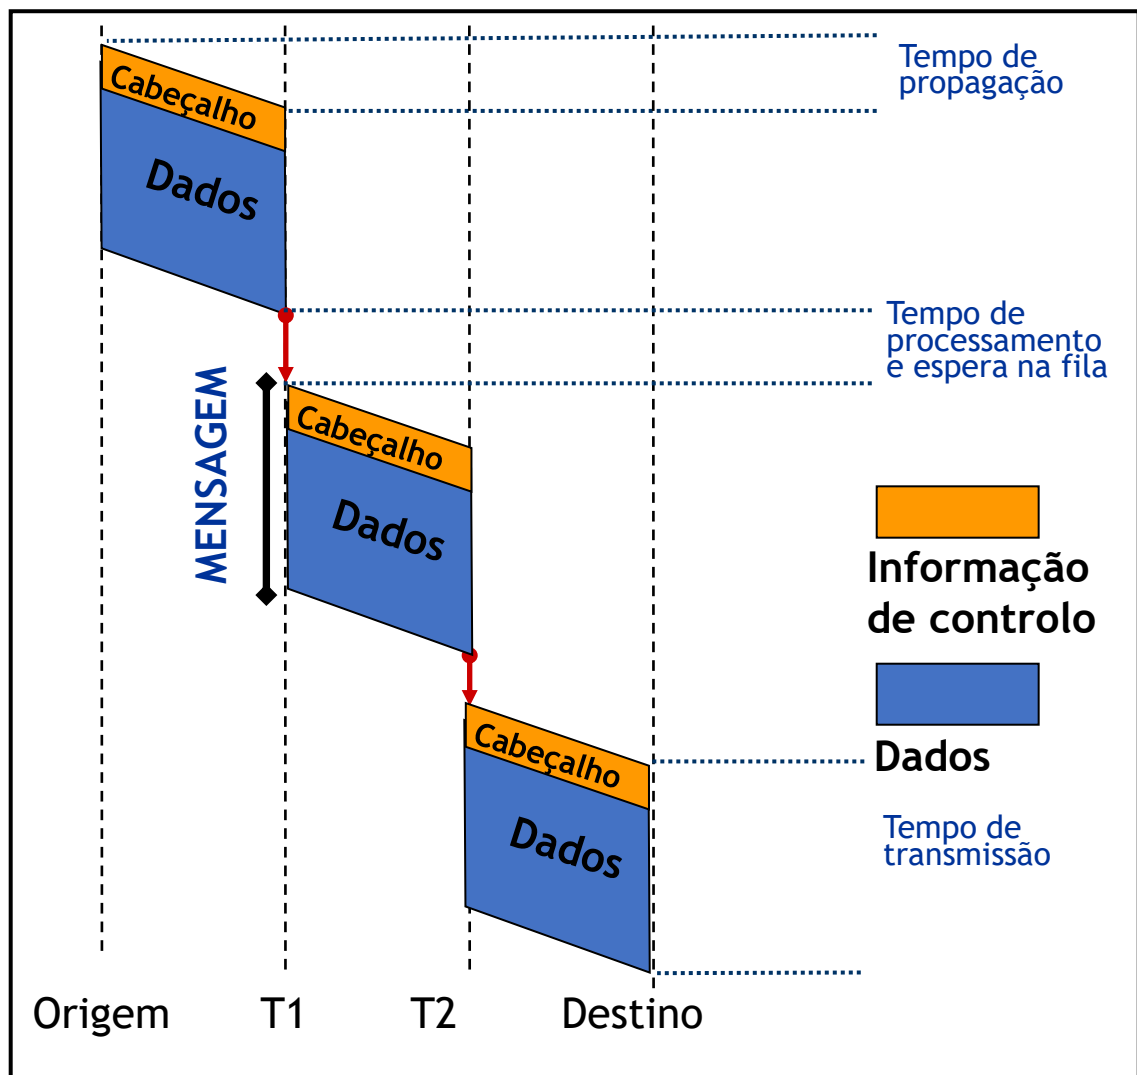 Tempo de
propagação
Cabeçalho
Dados
Tempo de
processamento
e espera na fila
MENSAGEM
Cabeçalho
Dados
Informação
de controlo
Cabeçalho
Dados
Dados
Tempo de
transmissão
Origem T1 T2 Destino